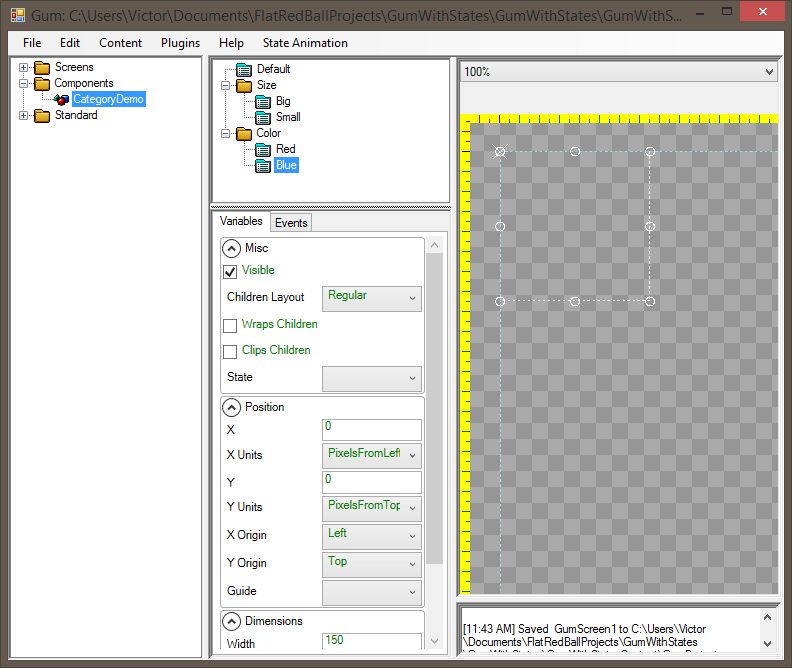 Gum: C:\Users\Victor\Documents\FlatRedBallProjects\GumWithStates\GumWithStates\GumWithS...
File Edit Content Plugins Help State Animation
Screens
Components
CategoryDemo
Standard
Default
Size
Big
Small
Color
Red
Blue
Variables Events
Misc
Visible
Children Layout Regular
Wraps Children
Clips Children
State
Position
X 0
X Units PixelsFromLeft
Y 0
Y Units PixelsFromTop
X Origin Left
Y Origin Top
Guide
Dimensions
Width 150
100%
[11:43 AM] Saved GumScreen1 to C:\Users\Victor
\Documents\FlatRedBallProjects\GumWithStates